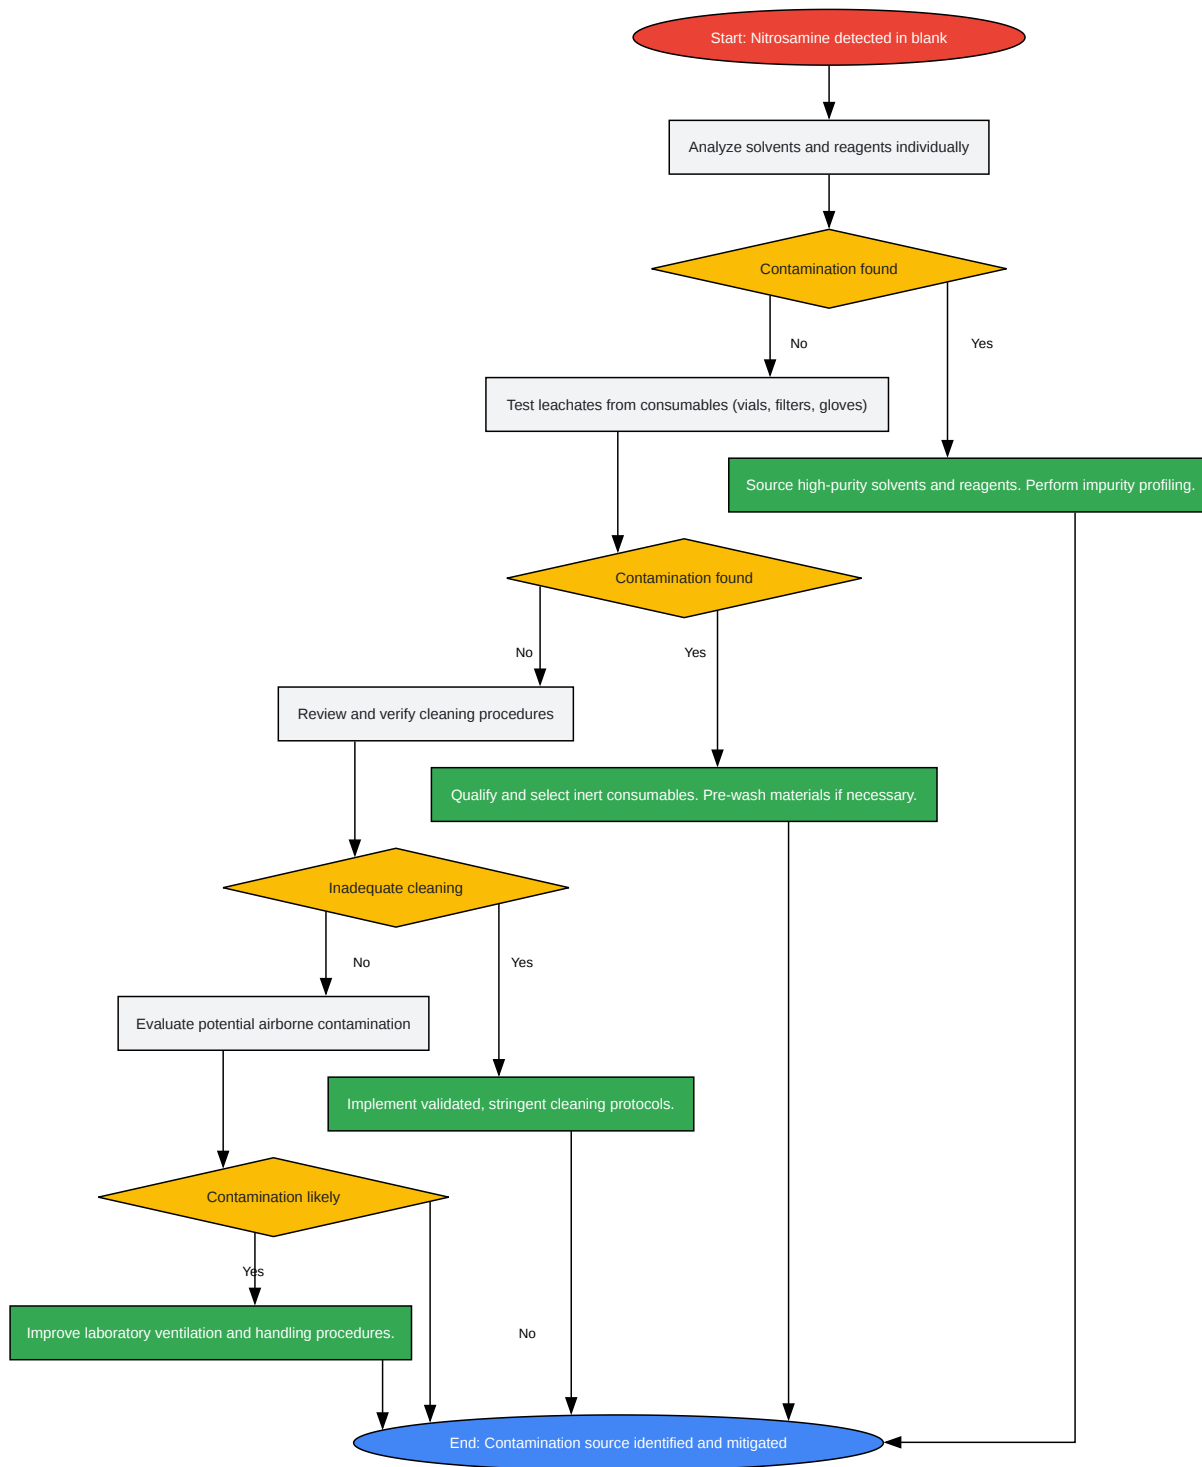 Start: Nitrosamine detected in blank
Analyze solvents and reagents individually
Contamination found
No
Yes
Test leachates from consumables (vials, filters, gloves)
Source high-purity solvents and reagents. Perform impurity profiling.
Contamination found
No
Yes
Review and verify cleaning procedures
Qualify and select inert consumables. Pre-wash materials if necessary.
Inadequate cleaning
No
Yes
Evaluate potential airborne contamination
Implement validated, stringent cleaning protocols.
Contamination likely
Yes
Improve laboratory ventilation and handling procedures.
No
End: Contamination source identified and mitigated